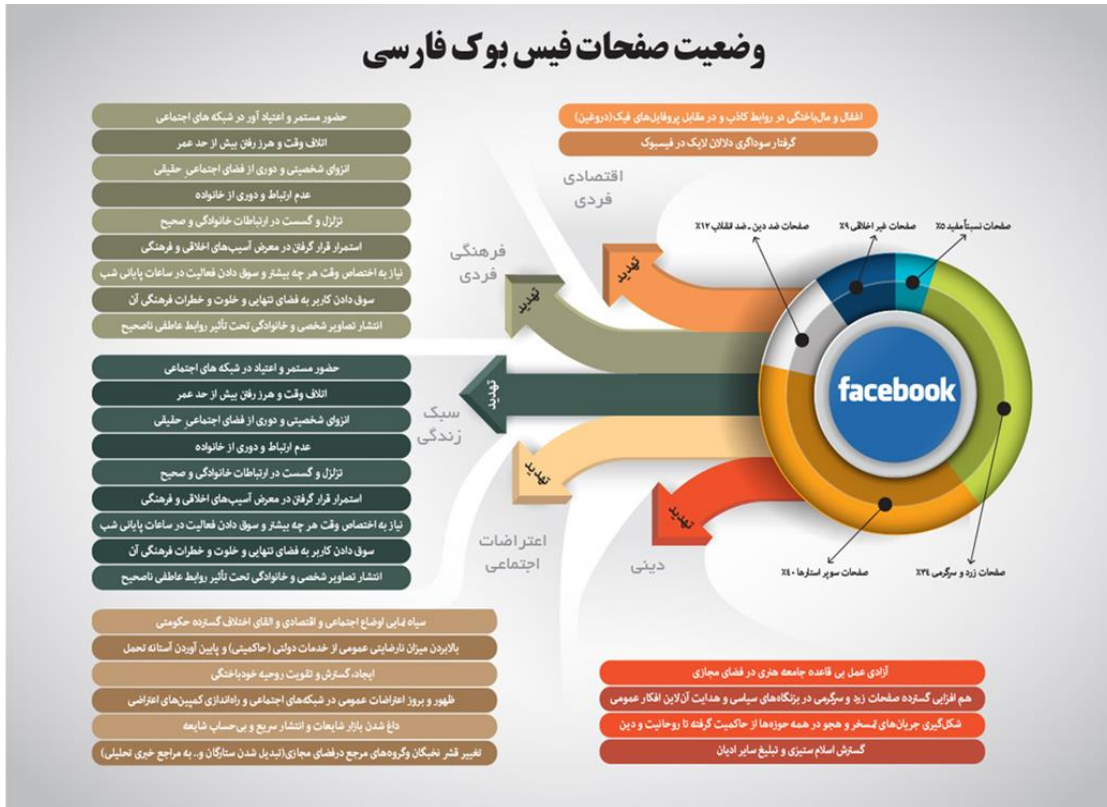 وضعیت صفحات فیس بوک فارسی
اغفال و مال‌باختگی در روابط کاذب و در مقابل پروفایل‌های فیک(دروغین)
گرفتار سوداگری دلالان لایک در فیسبوک
اقتصادی
فردی
تهدید
حضور مستمر و اعتیاد آور در شبکه های اجتماعی
اتلاف وقت و هرز رفتن بیش از حد عمر
انزوای شخصیتی و دوری از فضای اجتماعیِ حقیقی
عدم ارتباط و دوری از خانواده
تزلزل و گسست در ارتباطات خانوادگی و صحیح
استمرار قرار گرفتن در معرض آسیب‌های اخلاقی و فرهنگی
نیاز به اختصاص وقت هر چه بیشتر و سوق دادن فعالیت در ساعات پایانی شب
سوق دادن کاربر به فضای تنهایی و خلوت و خطرات فرهنگی آن
انتشار تصاویر شخصی و خانوادگی تحت تأثیر روابط عاطفی ناصحیح
فرهنگی
فردی
تهدید
صفحات نسبتاً مفید ۵٪
صفحات غیر اخلاقی ۹٪
صفحات ضد دین ـ ضد انقلاب ۱۲٪
facebook
صفحات زرد و سرگرمی ۳۴٪
صفحات سوپر استارها ۴۰٪
حضور مستمر و اعتیاد در شبکه های اجتماعی
اتلاف وقت و هرز رفتن بیش از حد عمر
انزوای شخصیتی و دوری از فضای اجتماعیِ حقیقی
عدم ارتباط و دوری از خانواده
تزلزل و گسست در ارتباطات خانوادگی و صحیح
استمرار قرار گرفتن در معرض آسیب‌های اخلاقی و فرهنگی
نیاز به اختصاص وقت هر چه بیشتر و سوق دادن فعالیت در ساعات پایانی شب
سوق دادن کاربر به فضای تنهایی و خلوت و خطرات فرهنگی آن
انتشار تصاویر شخصی و خانوادگی تحت تأثیر روابط عاطفی ناصحیح
سبک
زندگی
تهدید
اعتراضات
اجتماعی
تهدید
سیاه نمایی اوضاع اجتماعی و اقتصادی و القای اختلاف گسترده حکومتی
بالابردن میزان نارضایتی عمومی از خدمات دولتی (حاکمیتی) و پایین آوردن آستانه تحمل
ایجاد، گسترش و تقویت روحیه خودباختگی
ظهور و بروز اعتراضات عمومی در شبکه‌های اجتماعی و راه‌اندازی کمپین‌های اعتراضی
داغ شدن بازار شایعات و انتشار سریع و بی‌حساب شایعه
تغییر قشر نخبگان وگروه‌های مرجع درفضای مجازی(تبدیل شدن ستارگان و.. به مراجع خبری تحلیلی)
دینی
تهدید
آزادی عمل بی قاعده جامعه هنری در فضای مجازی
هم افزایی گسترده صفحات زرد و سرگرمی در بزنگاه‌های سیاسی و هدایت آن‌لاین افکار عمومی
شکل‌گیری جریان‌های تمسخر و هجو در همه حوزه‌ها از حاکمیت گرفته تا روحانیت و دین
گسترش اسلام ستیزی و تبلیغ سایر ادیان